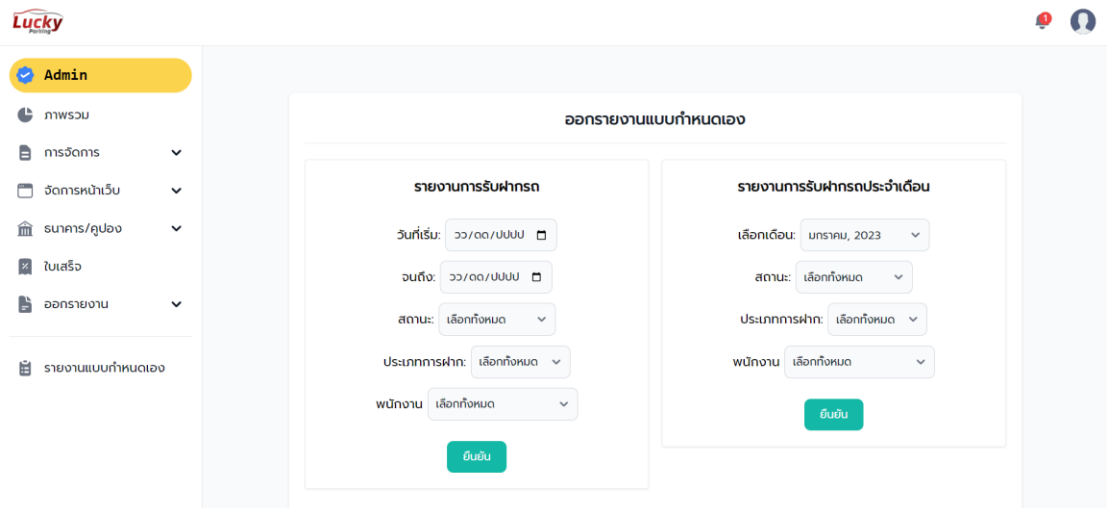 Lucky
Parking
1
Admin
ภาพรวม
การจัดการ
จัดการหน้าเว็บ
ธนาคาร/คูปอง
ใบเสร็จ
ออกรายงาน
รายงานแบบกำหนดเอง
ออกรายงานแบบกำหนดเอง
รายงานการรับฝากรถ
วันที่เริ่ม: วว/ดด/ปปปป
จนถึง: วว/ดด/ปปปป
สถานะ: เลือกทั้งหมด
ประเภทการฝาก: เลือกทั้งหมด
พนักงาน เลือกทั้งหมด
ยืนยัน
รายงานการรับฝากรถประจำเดือน
เลือกเดือน: มกราคม, 2023
สถานะ: เลือกทั้งหมด
ประเภทการฝาก: เลือกทั้งหมด
พนักงาน เลือกทั้งหมด
ยืนยัน